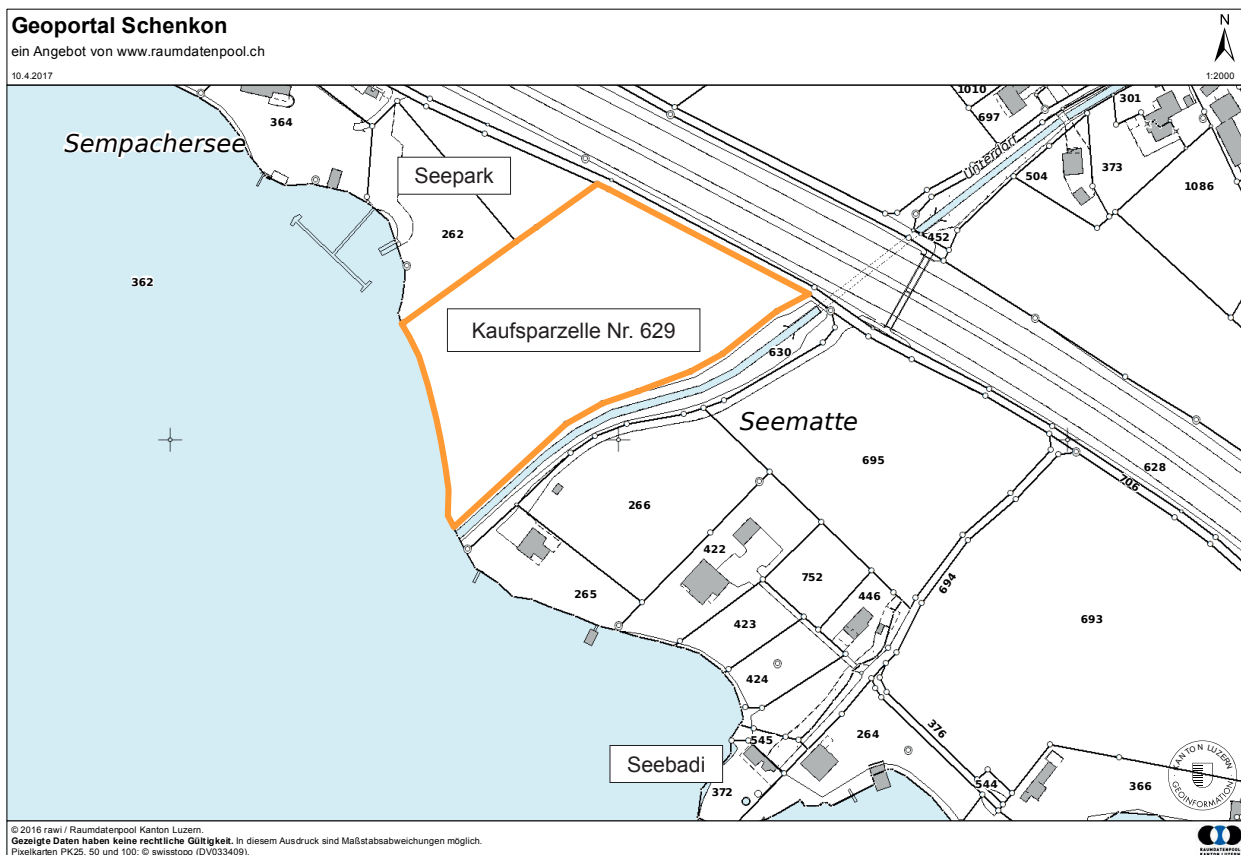 Geoportal Schenkon
ein Angebot von www.raumdatenpool.ch
10.4.2017
N
1:2000
Sempachersee
364
Seepark
262
362
Kaufsparzelle Nr. 629
630
1010
697
301
Unterdorf
373
504
1086
452
Seematte
695
628
706
266
422
752
446
694
693
265
423
424
376
545
264
Seebadi
372
544
366
KANTON LUZERN
GEOINFORMATION
© 2016 rawi / Raumdatenpool Kanton Luzern.
Gezeigte Daten haben keine rechtliche Gültigkeit. In diesem Ausdruck sind Maßstabsabweichungen möglich.
Pixelkarten PK25, 50 und 100: © swisstopo (DV033409).
RAUMDATENPOOL
KANTON LUZERN